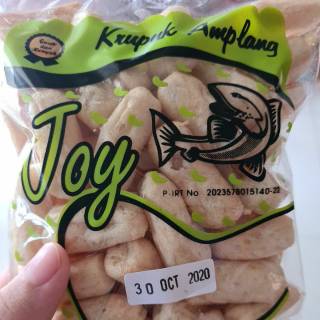 Krupuk Amplang
Joy
P-IRT No 2023578015140-22
30 OCT 2020